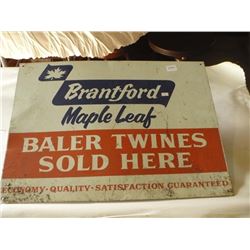 Brantford-
Maple Leaf
BALER TWINES
SOLD HERE
ECONOMY·QUALITY·SATISFACTION GUARANTEED